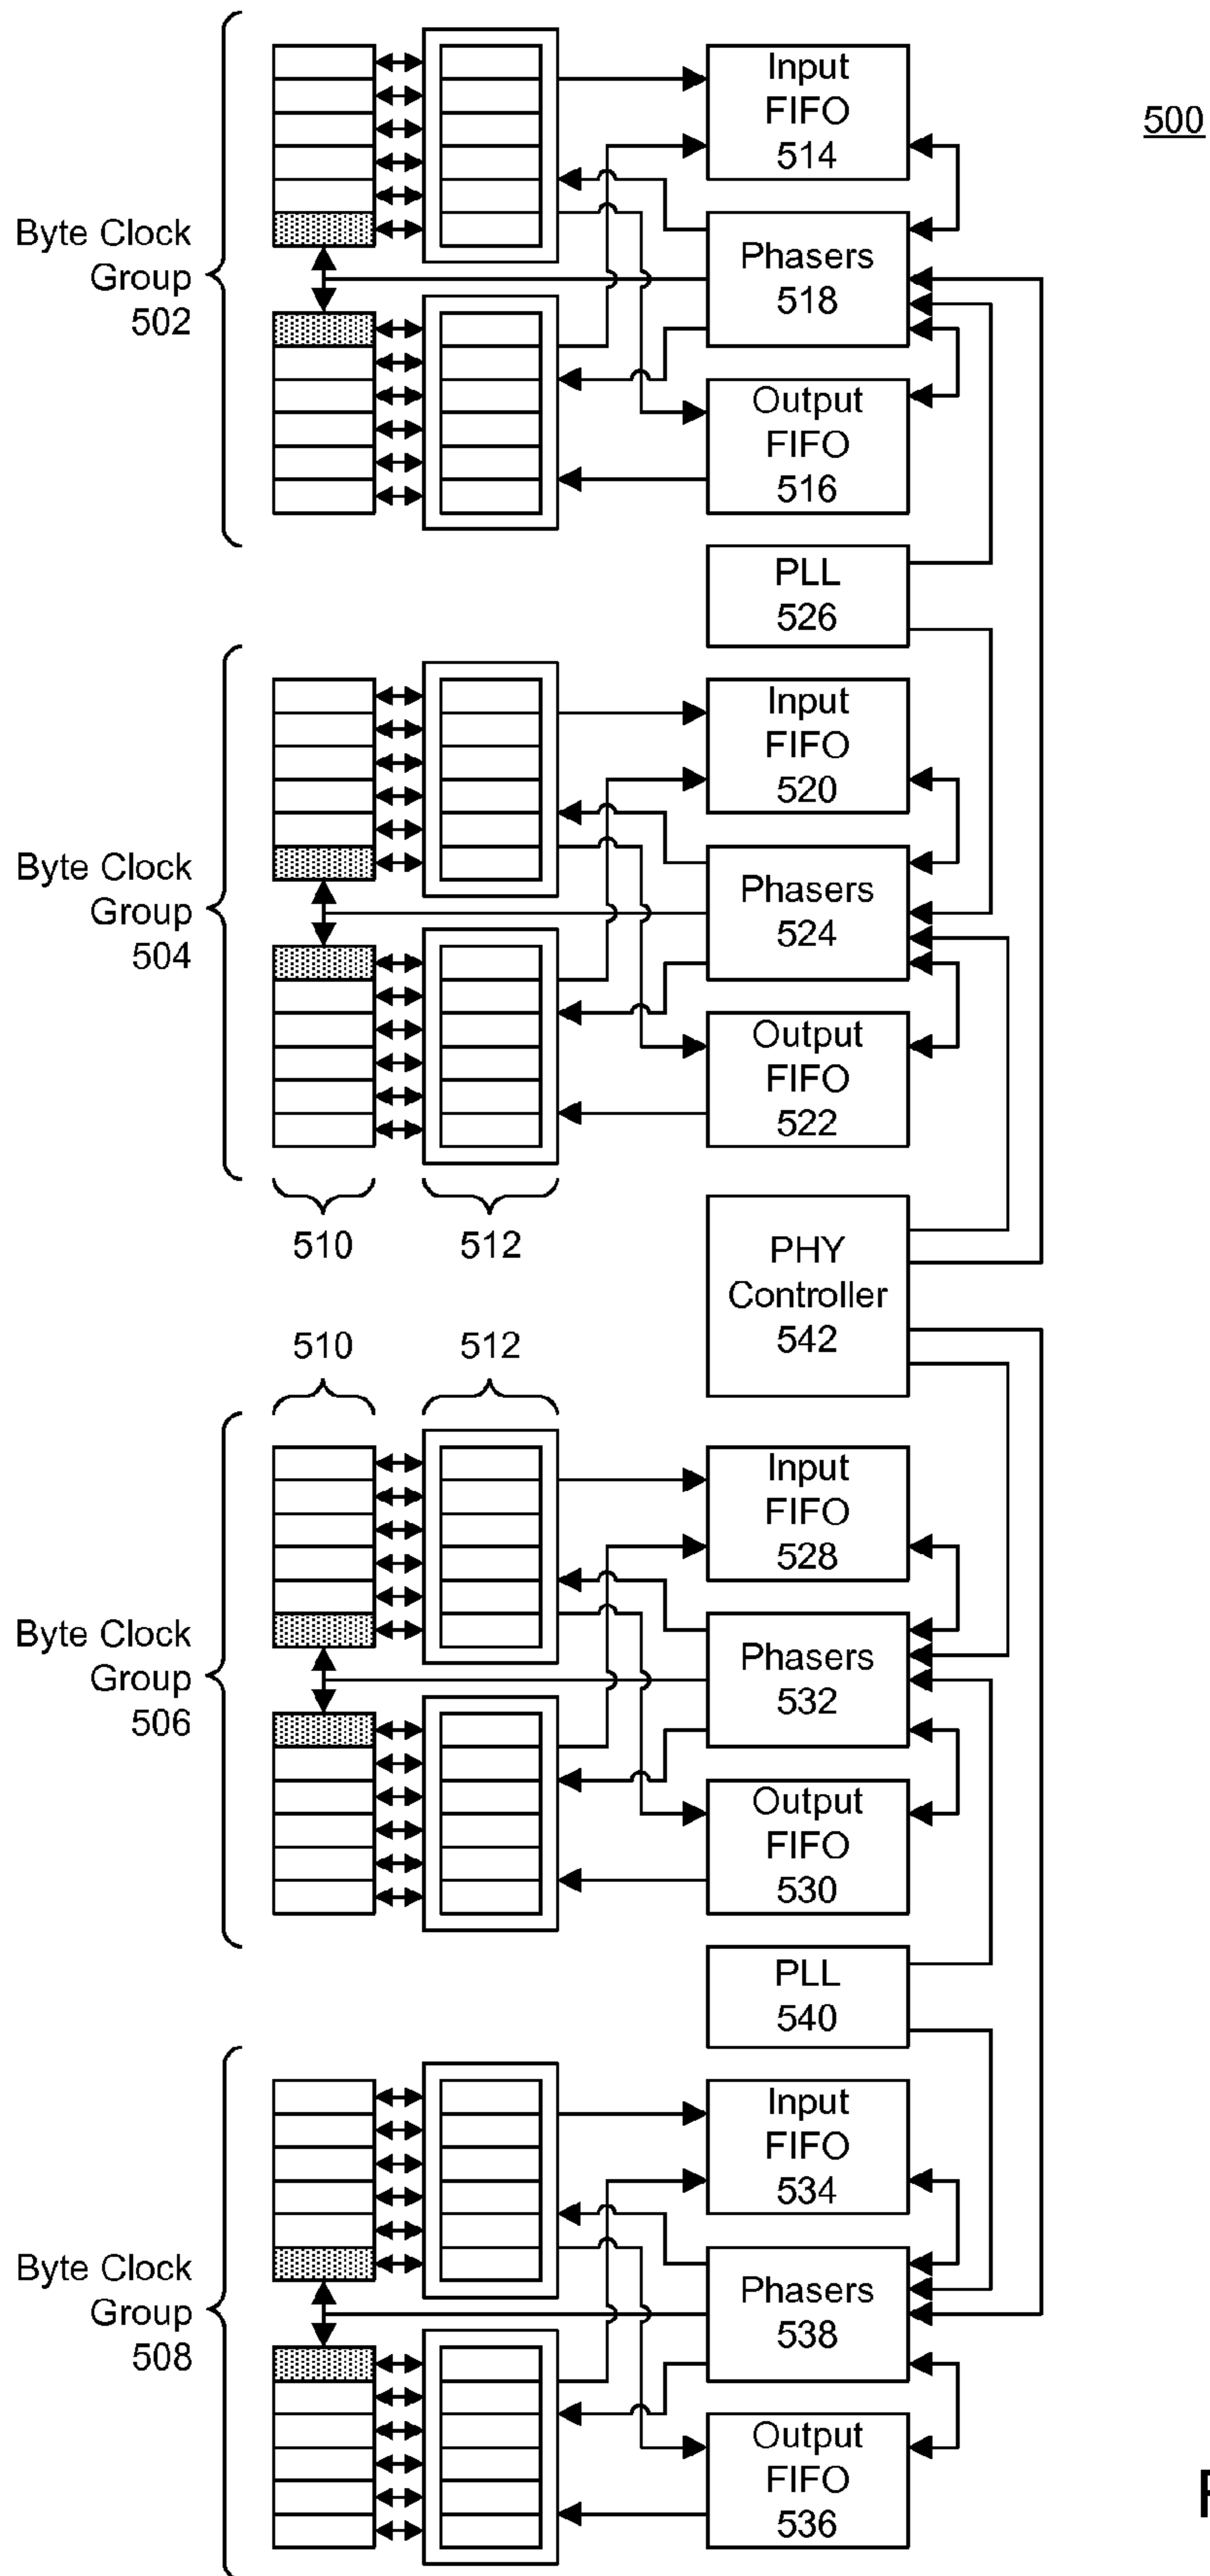 500
Byte Clock
Group
502
Input
FIFO
514
Phasers
518
Output
FIFO
516
PLL
526
Byte Clock
Group
504
Input
FIFO
520
Phasers
524
Output
FIFO
522
510
512
PHY
Controller
542
510
512
Byte Clock
Group
506
Input
FIFO
528
Phasers
532
Output
FIFO
530
PLL
540
Byte Clock
Group
508
Input
FIFO
534
Phasers
538
Output
FIFO
536